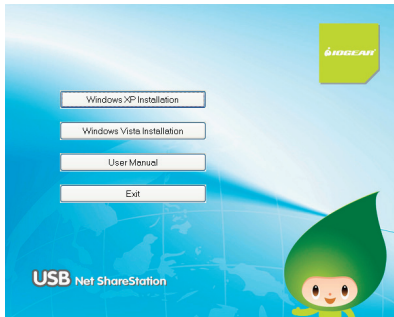 IOGEAR
Windows XP Installation
Windows Vista Installation
User Manual
Exit
USB Net ShareStation